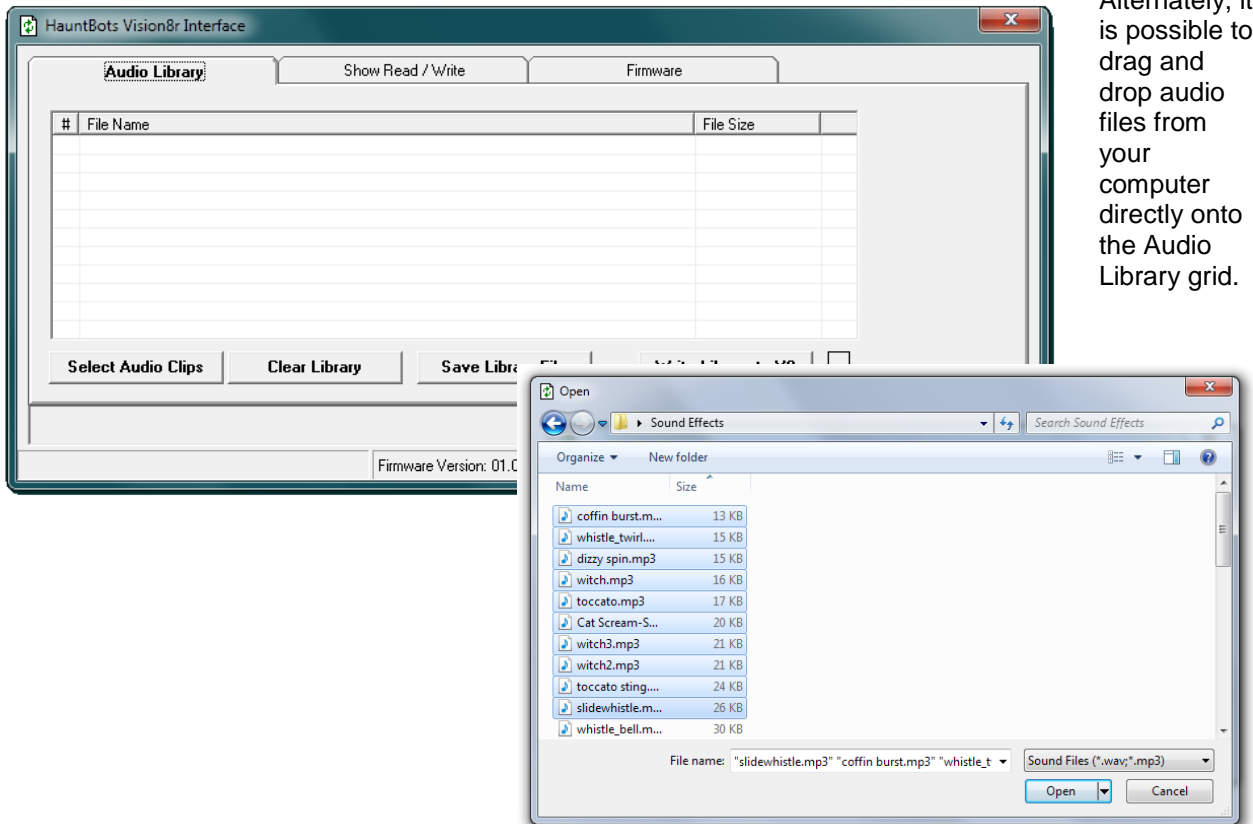 HauntBots Vision8r Interface
Audio Library
Show Read / Write
Firmware
# File Name File Size
Select Audio Clips
Clear Library
Save
Firmware Version:
Alternately, it
is possible to
drag and
drop audio
files from
your
computer
directly onto
the Audio
Library grid.
Open
Sound Effects
Search Sound Effects
Organize
New folder
Name Size
coffin burst.m... 13 KB
whistle_twirl.... 15 KB
dizzy spin.mp3 15 KB
witch.mp3 16 KB
toccato.mp3 17 KB
Cat Scream-S... 20 KB
witch3.mp3 21 KB
witch2.mp3 21 KB
toccato sting.... 24 KB
slidewhistle.m... 26 KB
whistle_bell.m... 30 KB
File name: "slidewhistle.mp3" "coffin burst.mp3" "whistle_t
Sound Files (*.wav;*.mp3)
Open
Cancel